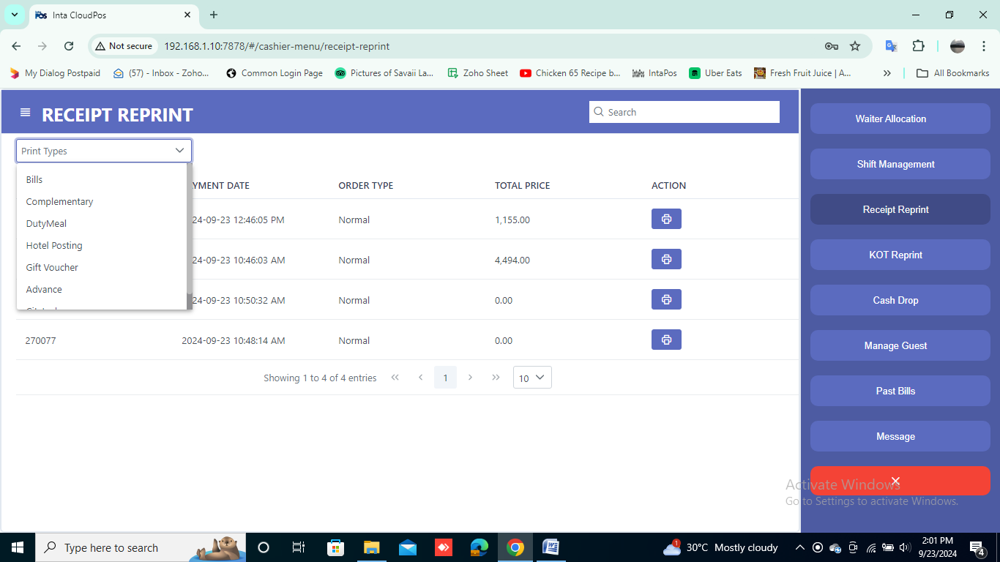 Inta CloudPos
Not secure
192.168.1.10:7878/#/cashier-menu/receipt-reprint
My Dialog Postpaid
(57) - Inbox - Zoho...
Common Login Page
Pictures of Savaii La...
Zoho Sheet
Chicken 65 Recipe b...
IntaPos
Uber Eats
Fresh Fruit Juice | A...
All Bookmarks
RECEIPT REPRINT
Search
Print Types
Bills
Complementary
DutyMeal
Hotel Posting
Gift Voucher
Advance
YMENT DATE ORDER TYPE TOTAL PRICE ACTION
24-09-23 12:46:05 PM Normal 1,155.00
24-09-23 10:46:03 AM Normal 4,494.00
24-09-23 10:50:32 AM Normal 0.00
270077 2024-09-23 10:48:14 AM Normal 0.00
Showing 1 to 4 of 4 entries
1
10
Waiter Allocation
Shift Management
Receipt Reprint
KOT Reprint
Cash Drop
Manage Guest
Past Bills
Message
Activate Windows
Go to Settings to activate Windows.
Type here to search
1
30°C Mostly cloudy
2:01 PM
9/23/2024
4